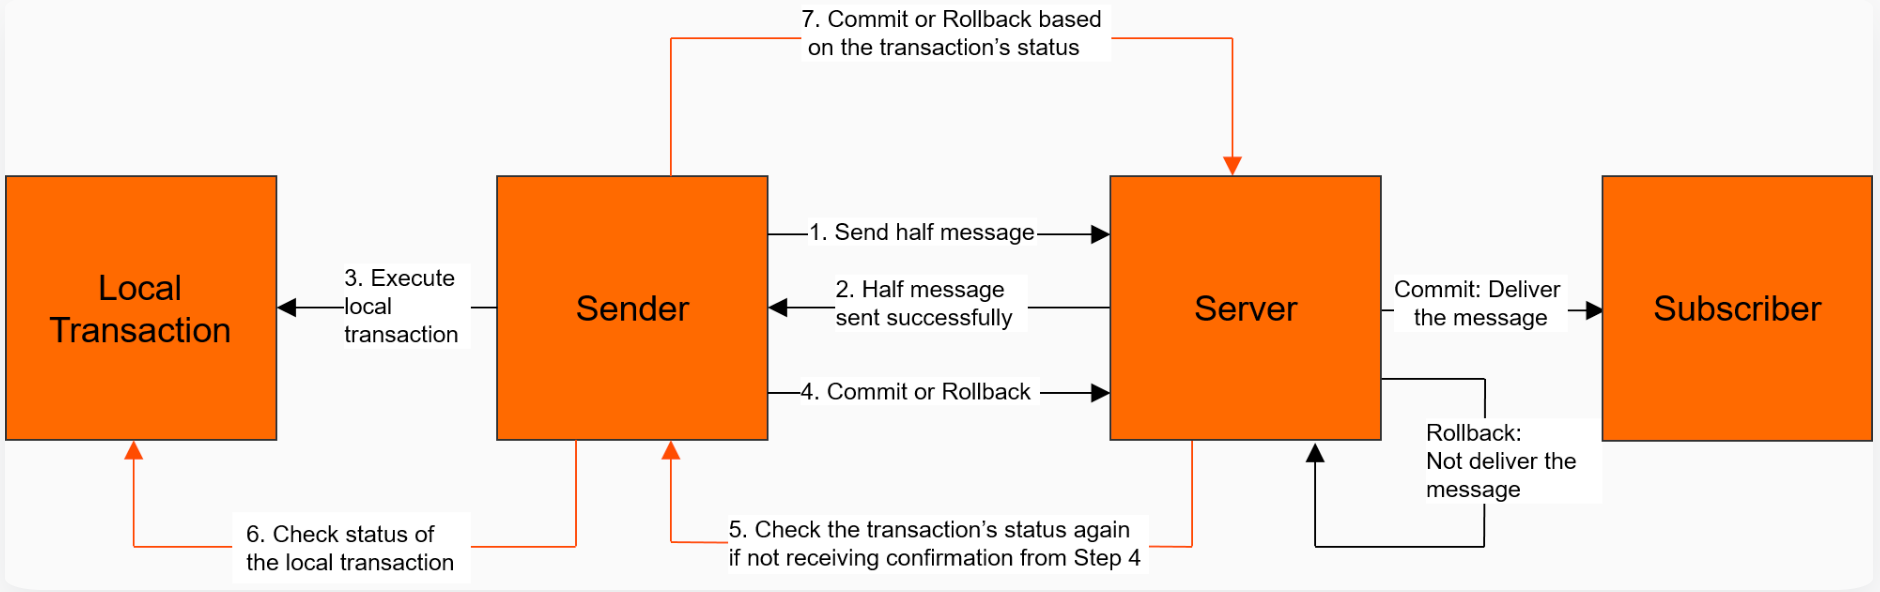 7. Commit or Rollback based
on the transaction’s status
1. Send half message
3. Execute
local
transaction
Local
Transaction
Sender
2. Half message
sent successfully
Server
Commit: Deliver
the message
Subscriber
4. Commit or Rollback
Rollback:
Not deliver the
message
6. Check status of
the local transaction
5. Check the transaction’s status again
if not receiving confirmation from Step 4